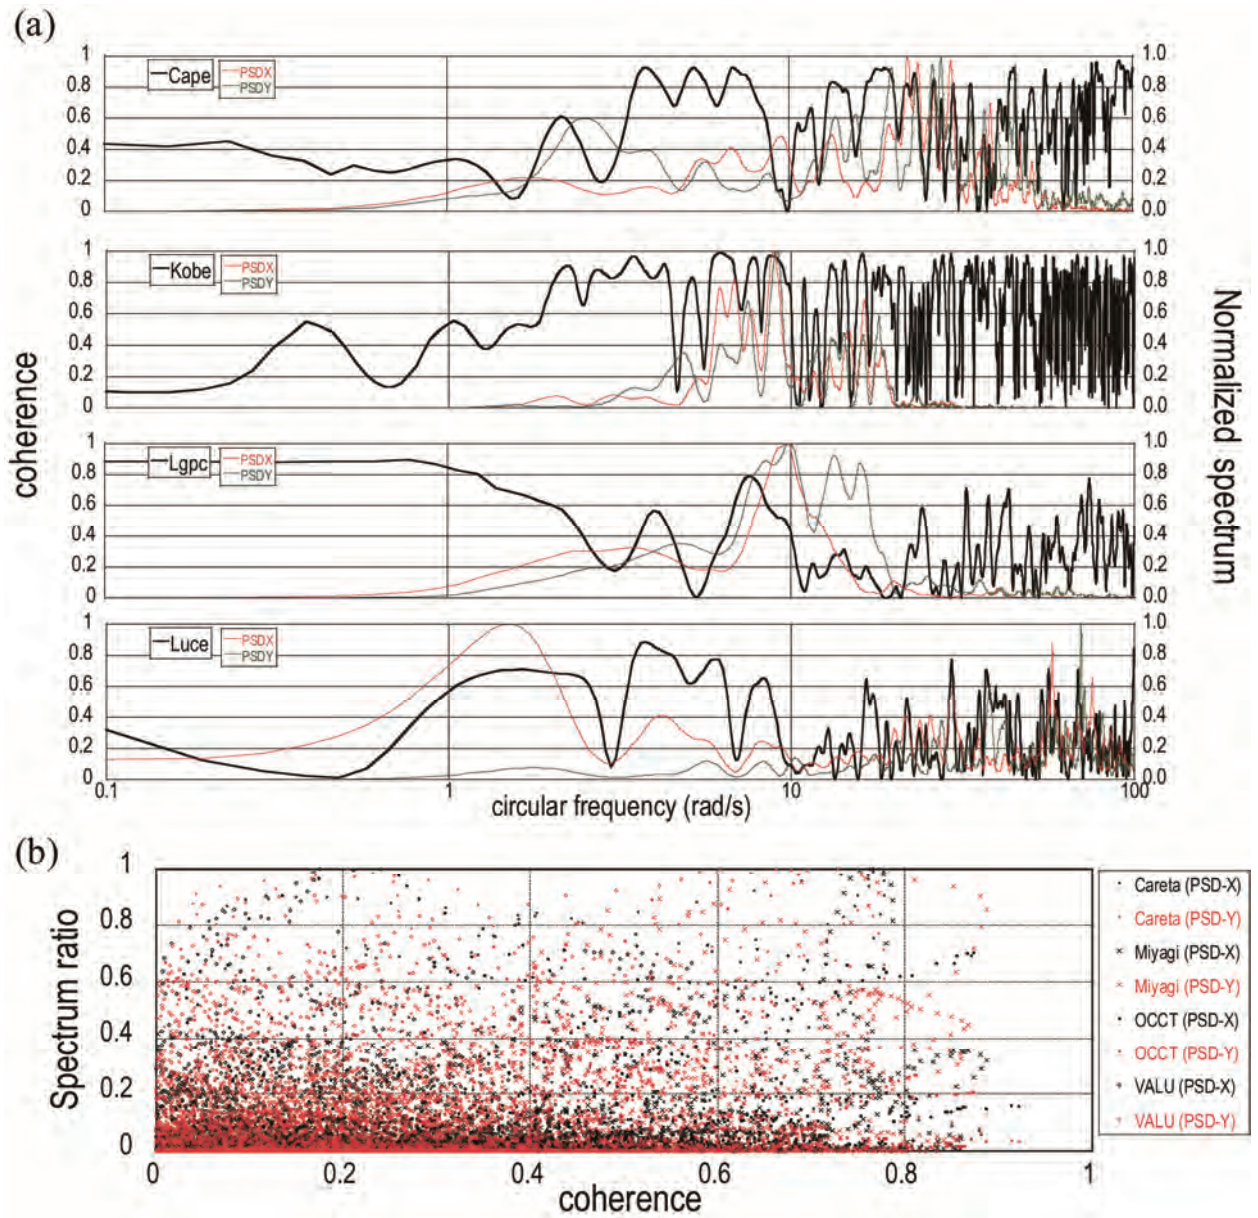 (a)
coherence
Normalized spectrum
1
0.8
0.6
0.4
0.2
0
Cape
PSDX
PSDY
1.0
0.8
0.6
0.4
0.2
0.0
1
0.8
0.6
0.4
0.2
0
Kobe
PSDX
PSDY
1.0
0.8
0.6
0.4
0.2
0.0
1
0.8
0.6
0.4
0.2
0
Lgpc
PSDX
PSDY
1.0
0.8
0.6
0.4
0.2
0.0
1
0.8
0.6
0.4
0.2
0
Luce
PSDX
PSDY
1.0
0.8
0.6
0.4
0.2
0.0
0.1 1 10 100
circular frequency (rad/s)
(b)
Spectrum ratio
1
0.8
0.6
0.4
0.2
0
0 0.2 0.4 0.6 0.8 1
coherence
Careta (PSD-X)
Careta (PSD-Y)
Miyagi (PSD-X)
Miyagi (PSD-Y)
OCCT (PSD-X)
OCCT (PSD-Y)
VALU (PSD-X)
VALU (PSD-Y)